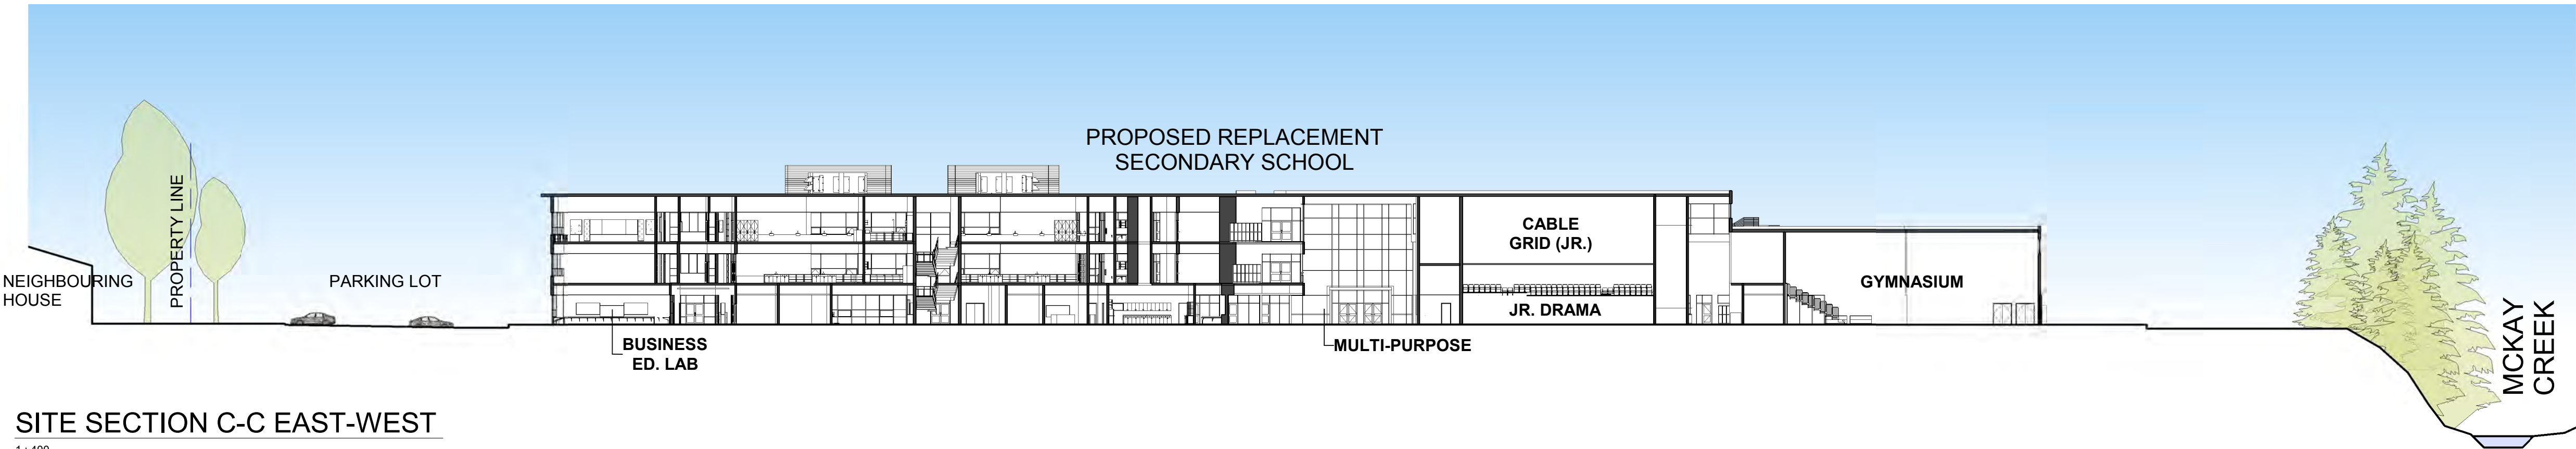 PROPOSED REPLACEMENT
SECONDARY SCHOOL
PROPERTY LINE
CABLE
GRID (JR.)
NEIGHBOURING
HOUSE
PARKING LOT
GYMNASIUM
JR. DRAMA
BUSINESS
ED. LAB
MULTI-PURPOSE
MCKAY
CREEK
SITE SECTION C-C EAST-WEST